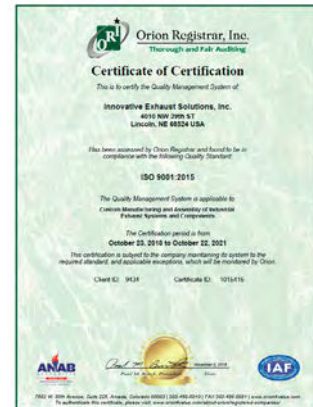 ORI
Orion Registrar, Inc.
Thorough and Fair Auditing
Certificate of Certification
This is to certify the Quality Management System of:
Innovative Exhaust Solutions, Inc.
4010 NW 39th ST
Lincoln, NE 68524 USA
Has been assessed by Orion Registrar and found to be in
compliance with the following Quality Standard:
ISO 9001:2015
The Quality Management System is applicable to:
Custom Manufacturing and Assembly of Industrial
Exhaust Systems and Components
The Certification period is from
October 23, 2018 to October 22, 2021
This certification is subject to the company maintaining its system to the
required standard, and applicable exceptions, which will be monitored by Orion.
Client ID: 9434 Certificate ID: 1016416
ANAB
IAF